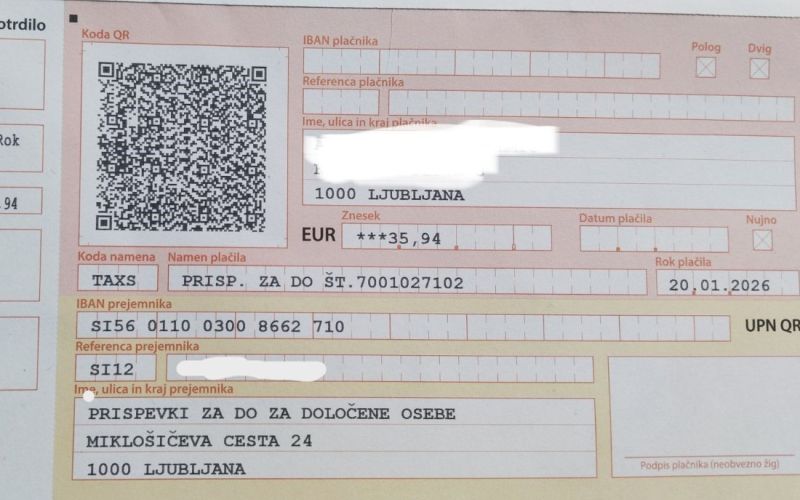 otrdilo
Rok
.94
Koda QR
IBAN plačnika
Polog
Dvig
Referenca plačnika
Ime, ulica in kraj plačnika
1000 LJUBLJANA
EUR
Znesek
***35,94
Datum plačila
Nujno
Koda namena
Namen plačila
Rok plačila
TAXS
PRISP. ZA DO ŠT.7001027102
20.01.2026
IBAN prejemnika
SI56 0110 0300 8662 710
UPN QR
Referenca prejemnika
SI12
Ime, ulica in kraj prejemnika
PRISPEVKI ZA DO ZA DOLOČENE OSEBE
MIKLOŠIČEVA CESTA 24
1000 LJUBLJANA
Podpis plačnika (neobvezno žig)